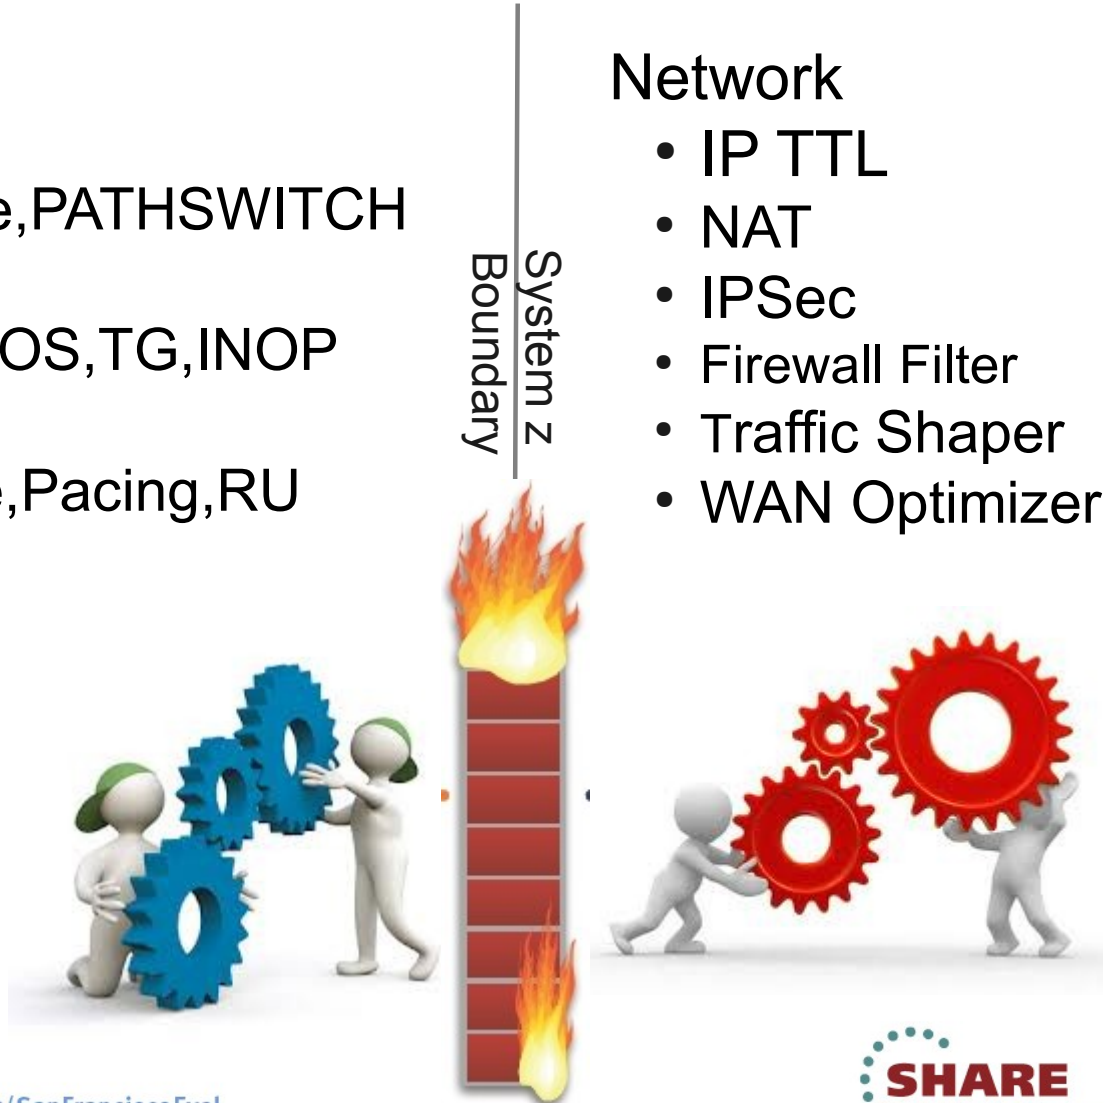 e,PATHSWITCH
OS,TG,INOP
e,Pacing,RU
System z
Boundary
Network
• IP TTL
• NAT
• IPSec
• Firewall Filter
• Traffic Shaper
• WAN Optimizer
SHARE